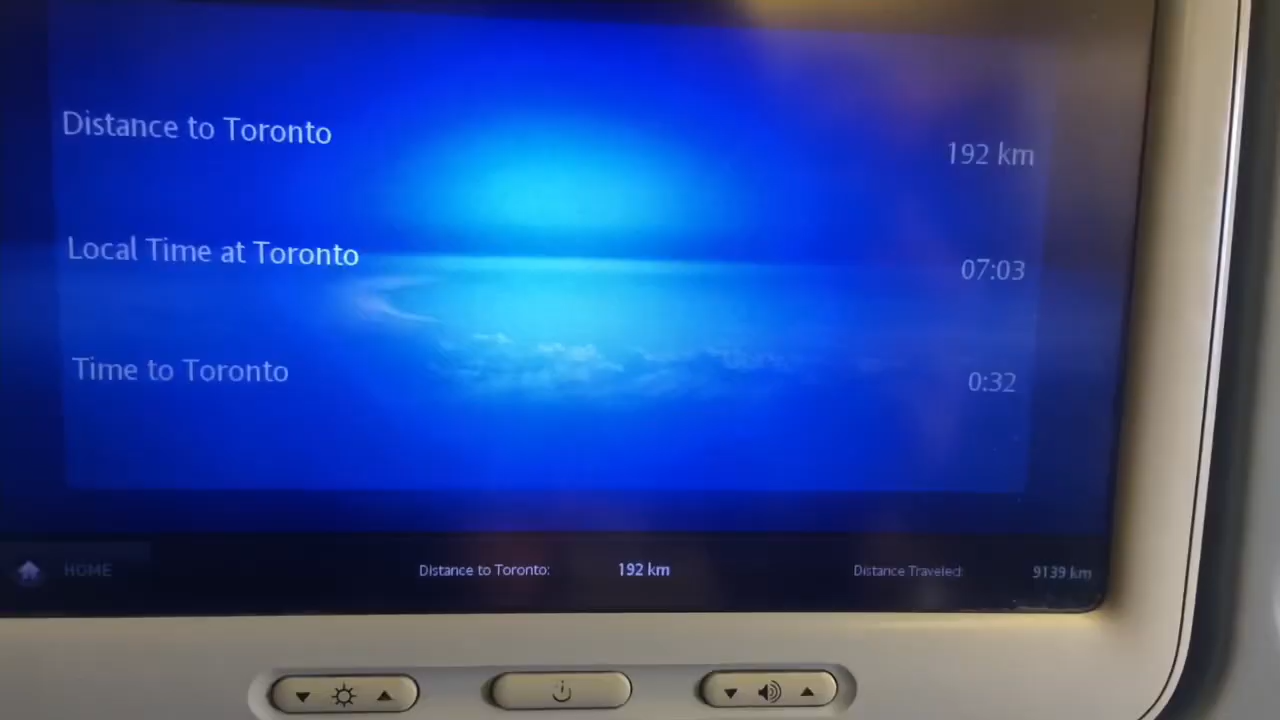 Distance to Toronto 192 km
Local Time at Toronto 07:03
Time to Toronto 0:32
HOME Distance to Toronto: 192 km Distance Traveled: 9139 km